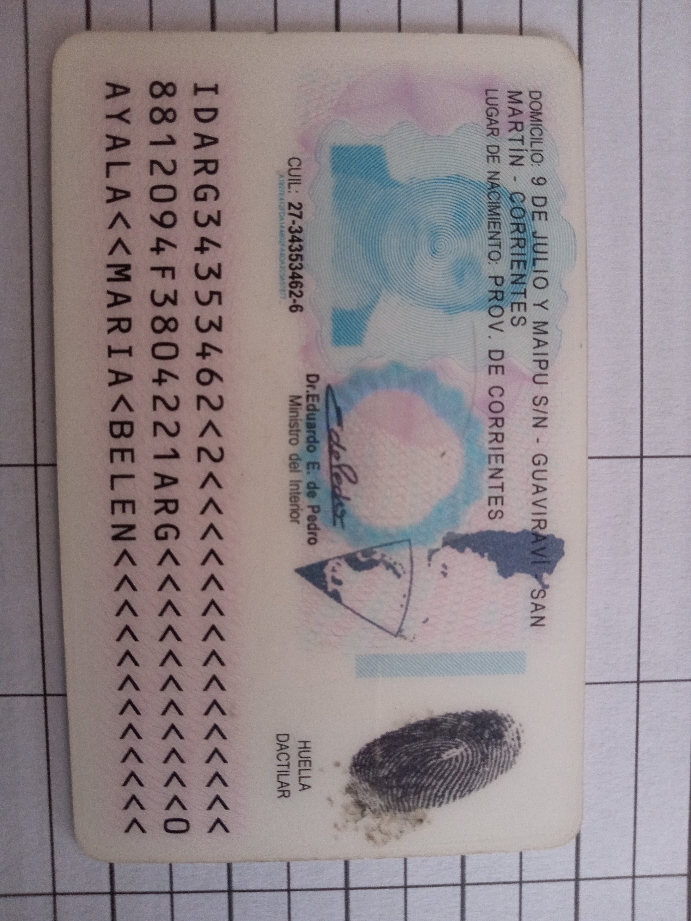 DOMICILIO: 9 DE JULIO Y MAIPU S/N - GUAVIRAVI - SAN
MARTÍN - CORRIENTES
LUGAR DE NACIMIENTO: PROV. DE CORRIENTES
CUIL: 27-34353462-6
Dr. Eduardo E. de Pedro
Ministro del Interior
HUELLA
DACTILAR
IDARG34353462<2<<<<<<<<<<<<<<<
8812094F3804221ARG<<<<<<<<<<<0
AYALA<<MARIA<BELEN<<<<<<<<<<<<